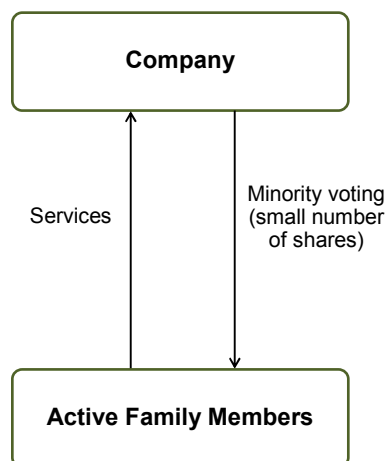 Company
Services
Minority voting
(small number
of shares)
Active Family Members